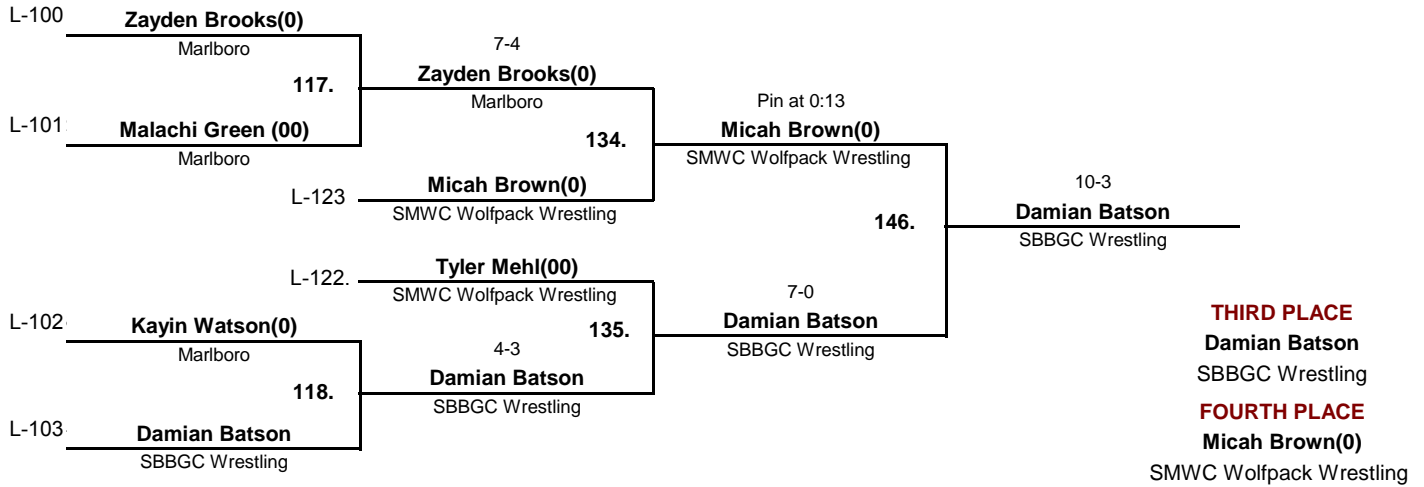 L-100
Zayden Brooks(0)
Marlboro
117.
L-101
Malachi Green (00)
Marlboro
7-4
Zayden Brooks(0)
Marlboro
134.
L-123
Micah Brown(0)
SMWC Wolfpack Wrestling
Pin at 0:13
Micah Brown(0)
SMWC Wolfpack Wrestling
146.
10-3
Damian Batson
SBBGC Wrestling
L-122.
Tyler Mehl(00)
SMWC Wolfpack Wrestling
135.
7-0
Damian Batson
SBBGC Wrestling
L-102
Kayin Watson(0)
Marlboro
118.
4-3
Damian Batson
SBBGC Wrestling
L-103
Damian Batson
SBBGC Wrestling
THIRD PLACE
Damian Batson
SBBGC Wrestling
FOURTH PLACE
Micah Brown(0)
SMWC Wolfpack Wrestling